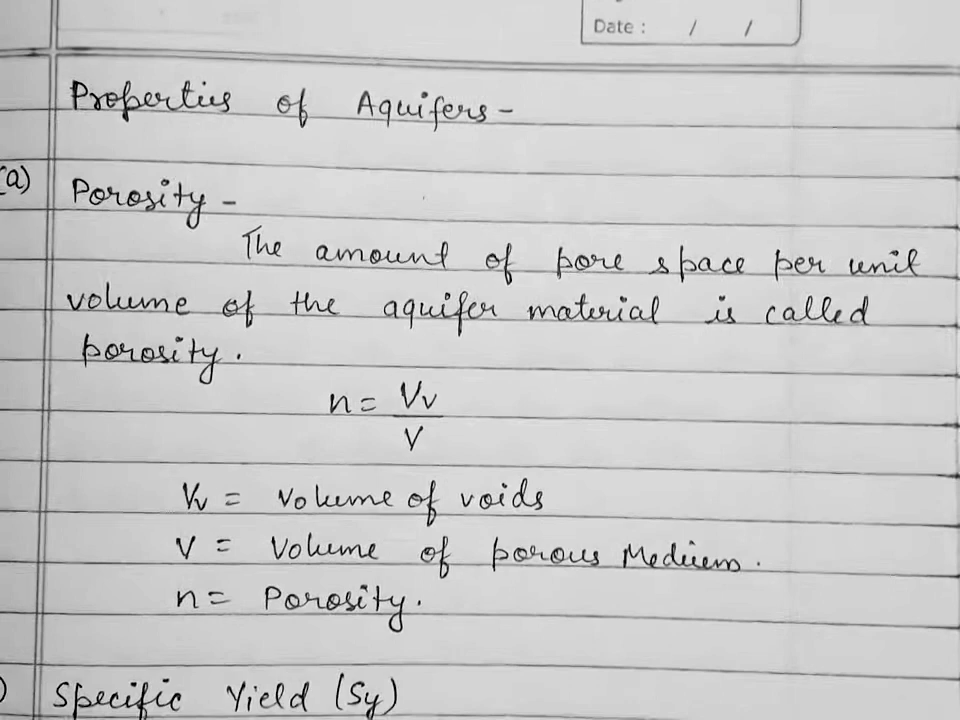 Date : / /
Properties of Aquifers-
(a) Porosity -
The amount of pore space per unit
volume of the aquifer material is called
porosity.
n = Vv
V
Vv = Volume of voids
V = Volume of porous Medium.
n = Porosity.
) Specific Yield (Sy)